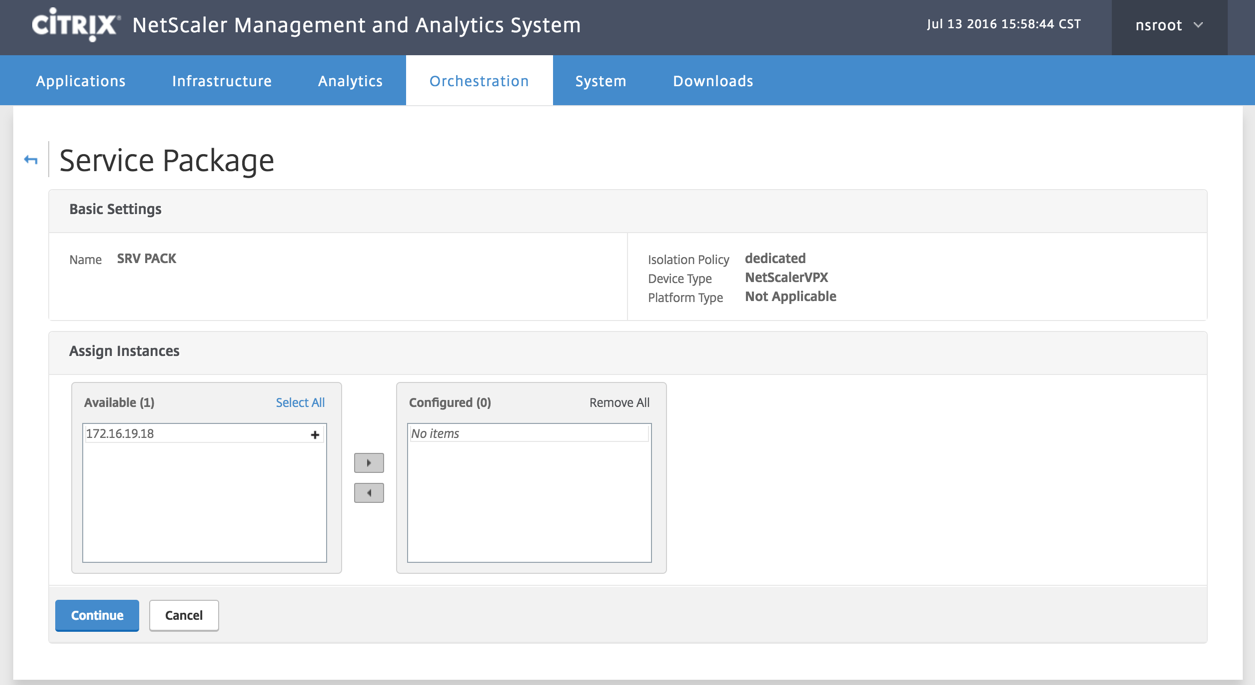 CITRIX® NetScaler Management and Analytics System
Jul 13 2016 15:58:44 CST
nsroot
Applications Infrastructure Analytics Orchestration System Downloads
Service Package
Basic Settings
Name SRV PACK
Isolation Policy dedicated
Device Type NetScalerVPX
Platform Type Not Applicable
Assign Instances
Available (1) Select All
172.16.19.18 +
Configured (0) Remove All
No items
Continue Cancel